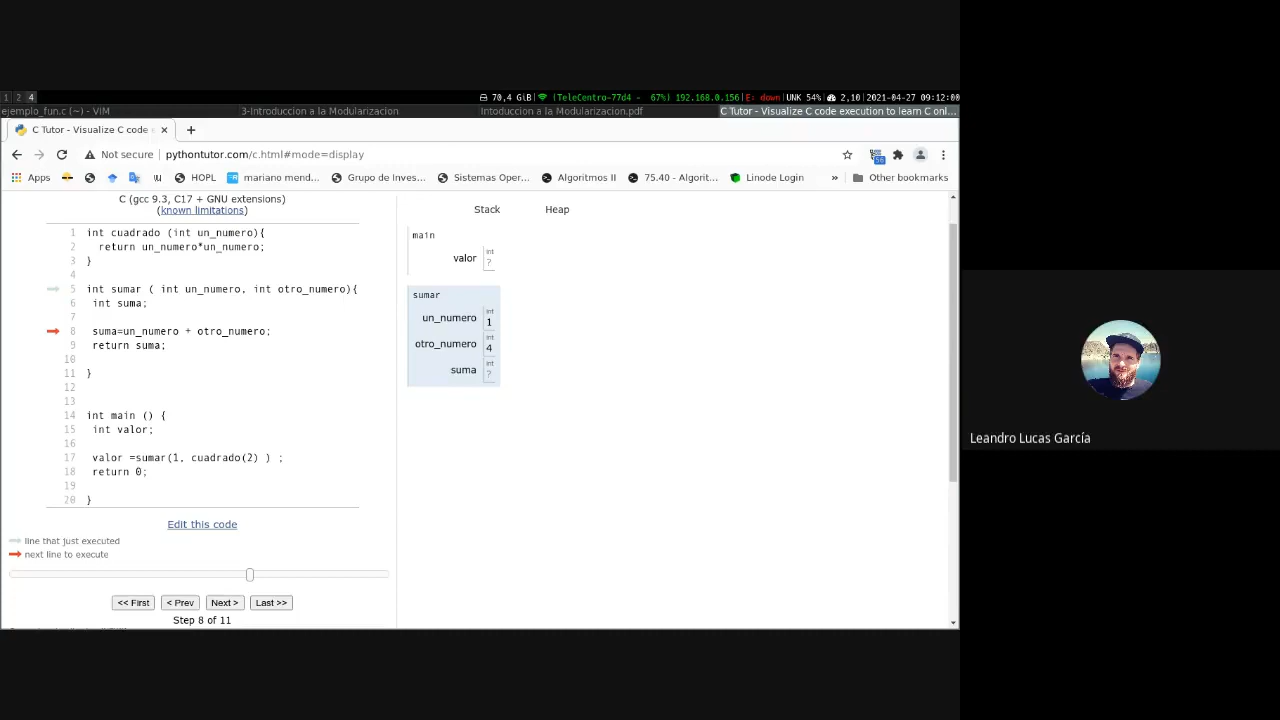 1 2 4 70,4 GiB| (TeleCentro-77d4 - 67%) 192.168.0.156|E: down|UNK 54%| 2,10|2021-04-27 09:12:00
ejemplo_fun.c (~) - VIM 3-Introduccion a la Modularizacion Intoduccion a la Modularizacion.pdf C Tutor - Visualize C code execution to learn C onl...
C Tutor - Visualize C code
Not secure pythontutor.com/c.html#mode=display
Apps HOPL mariano mend... Grupo de Inves... Sistemas Oper... Algoritmos II 75.40 - Algorit... Linode Login » Other bookmarks
C (gcc 9.3, C17 + GNU extensions)
(known limitations)
1 int cuadrado (int un_numero){
2 return un_numero*un_numero;
3 }
4
5 int sumar ( int un_numero, int otro_numero){
6 int suma;
7
8 suma=un_numero + otro_numero;
9 return suma;
10
11 }
12
13
14 int main () {
15 int valor;
16
17 valor =sumar(1, cuadrado(2) ) ;
18 return 0;
19
20 }
Edit this code
line that just executed
next line to execute
<< First < Prev Next > Last >>
Step 8 of 11
Stack Heap
main
valor int ?
sumar
un_numero int 1
otro_numero int 4
suma int ?
Leandro Lucas García